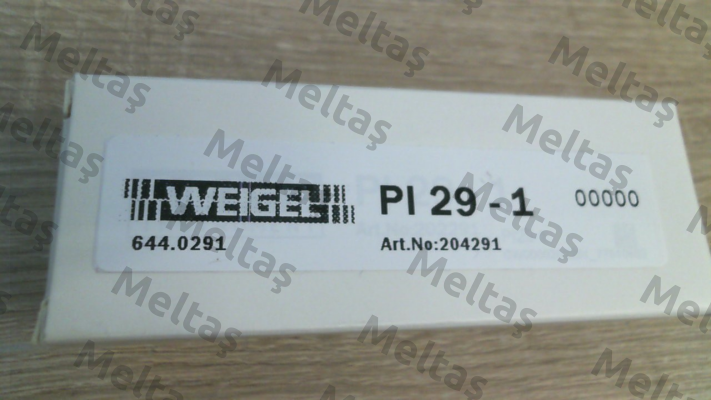 WEIGEL PI 29 - 1 00000
644.0291 Art.No:204291
Meltaş